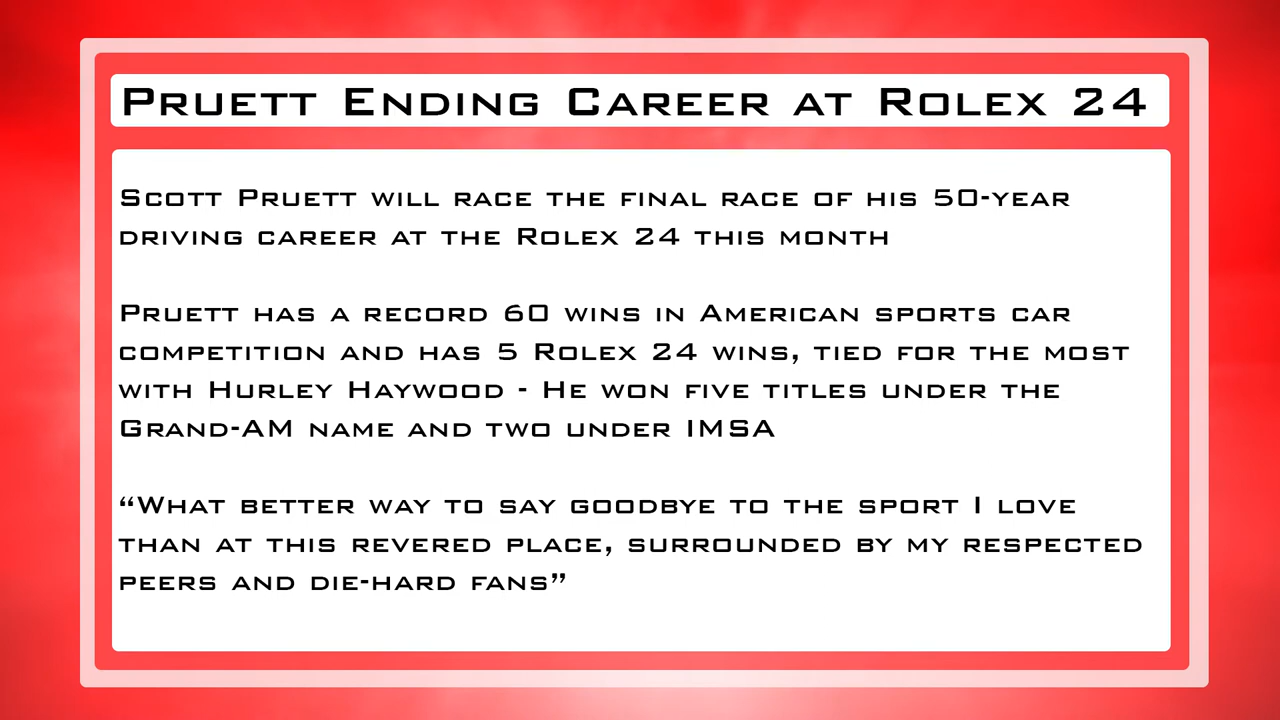 Pruett Ending Career at Rolex 24
Scott Pruett will race the final race of his 50-year
driving career at the Rolex 24 this month
Pruett has a record 60 wins in American sports car
competition and has 5 Rolex 24 wins, tied for the most
with Hurley Haywood - He won five titles under the
Grand-AM name and two under IMSA
“What better way to say goodbye to the sport I love
than at this revered place, surrounded by my respected
peers and die-hard fans”